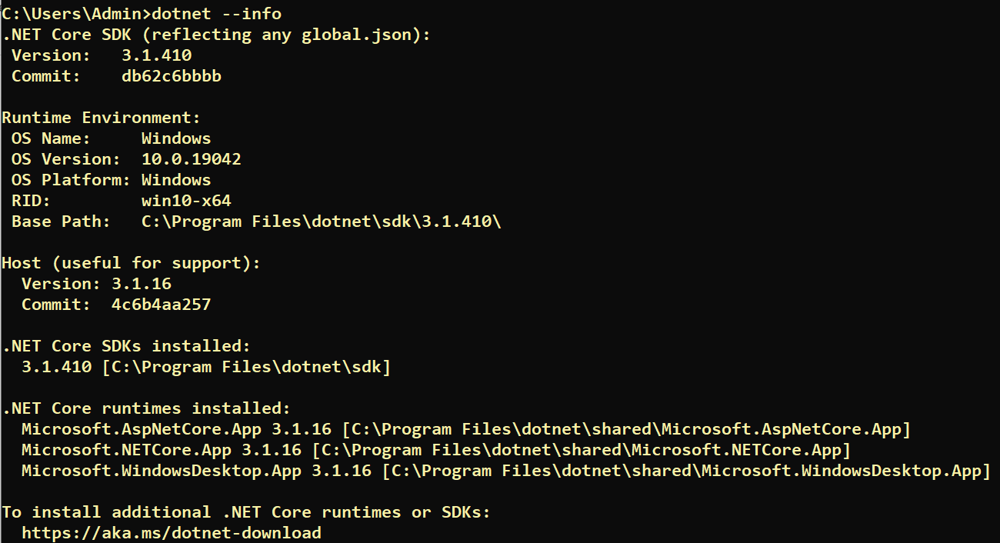 C:\Users\Admin>dotnet --info
.NET Core SDK (reflecting any global.json):
 Version:   3.1.410
 Commit:    db62c6bbbb

Runtime Environment:
 OS Name:     Windows
 OS Version:  10.0.19042
 OS Platform: Windows
 RID:         win10-x64
 Base Path:   C:\Program Files\dotnet\sdk\3.1.410\

Host (useful for support):
  Version: 3.1.16
  Commit:  4c6b4aa257

.NET Core SDKs installed:
  3.1.410 [C:\Program Files\dotnet\sdk]

.NET Core runtimes installed:
  Microsoft.AspNetCore.App 3.1.16 [C:\Program Files\dotnet\shared\Microsoft.AspNetCore.App]
  Microsoft.NETCore.App 3.1.16 [C:\Program Files\dotnet\shared\Microsoft.NETCore.App]
  Microsoft.WindowsDesktop.App 3.1.16 [C:\Program Files\dotnet\shared\Microsoft.WindowsDesktop.App]

To install additional .NET Core runtimes or SDKs:
  https://aka.ms/dotnet-download